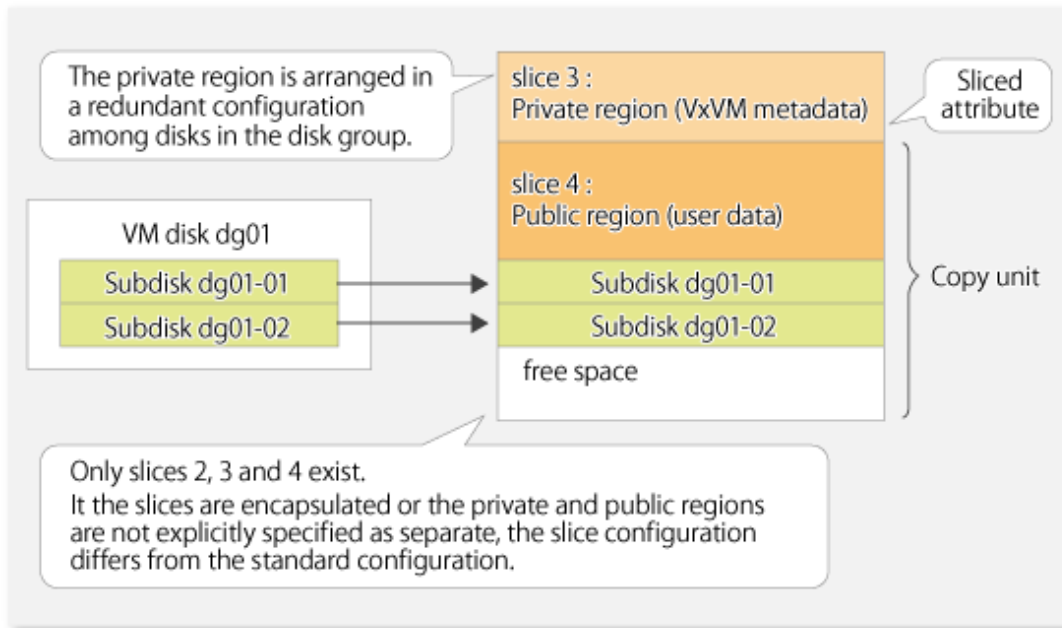 The private region is arranged in
a redundant configuration
among disks in the disk group.
slice 3 :
Private region (VxVM metadata)
Sliced
attribute
slice 4 :
Public region (user data)
VM disk dg01
Subdisk dg01-01
Subdisk dg01-02
Subdisk dg01-01
Subdisk dg01-02
free space
Copy unit
Only slices 2, 3 and 4 exist.
It the slices are encapsulated or the private and public regions
are not explicitly specified as separate, the slice configuration
differs from the standard configuration.